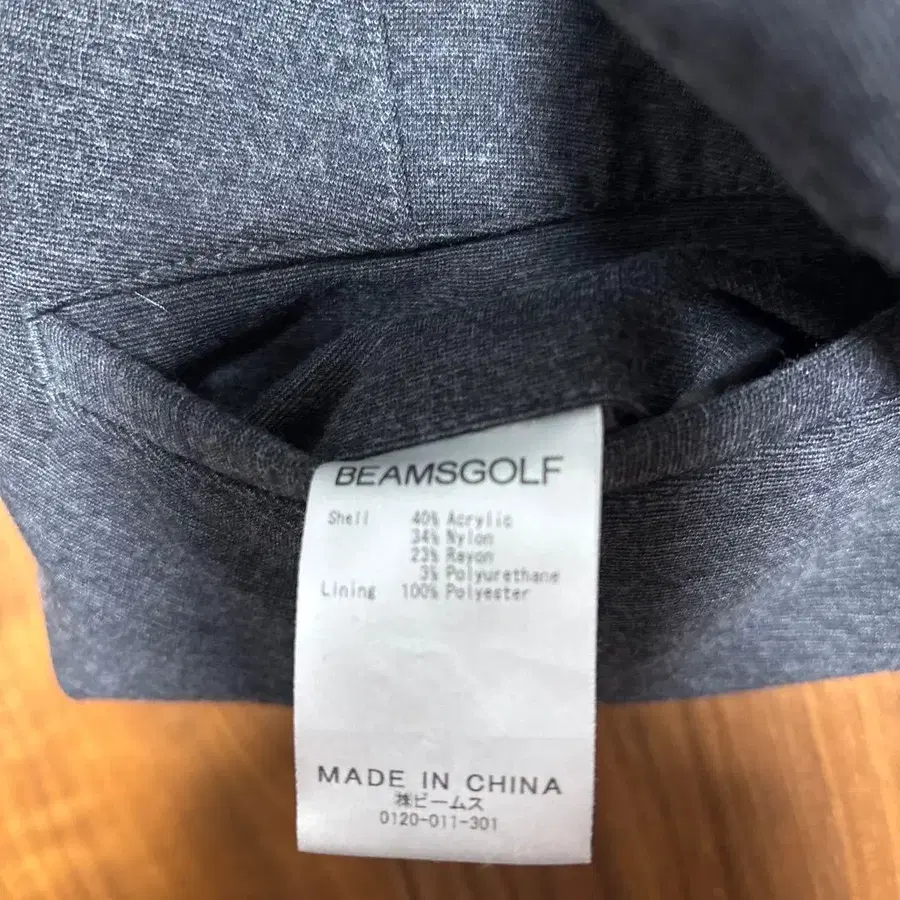 BEAMSGOLF
Shell 40% Acrylic
34% Nylon
23% Rayon
3% Polyurethane
Lining 100% Polyester
MADE IN CHINA
㈱ビームス
0120-011-301